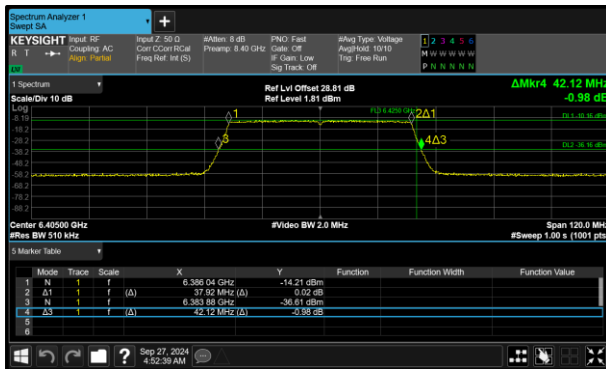 Spectrum Analyzer 1
Swept SA
KEYSIGHT Input: RF Input Z: 50 Ω #Atten: 8 dB PNO: Fast #Avg Type: Voltage 1 2 3 4 5 6
R T Coupling: AC Corr CCorr RCal Preamp: 8.40 GHz Gate: Off Avg|Hold: 10/10 M W W W W W
Align: Partial Freq Ref: Int (S) IF Gain: Low Trig: Free Run
Sig Track: Off P N N N N N
1 Spectrum Ref Lvl Offset 28.81 dB ΔMkr4 42.12 MHz
Scale/Div 10 dB Ref Level 1.81 dBm -0.98 dB
Log
-8.19 1 2Δ1 DL1 -10.16 dBm
-18.2
-28.2 3 4Δ3 DL2 -36.16 dBm
-38.2
-48.2
-58.2
-68.2
-78.2
-88.2
Center 6.40500 GHz #Video BW 2.0 MHz Span 120.0 MHz
#Res BW 510 kHz #Sweep 1.00 s (1001 pts
5 Marker Table
Mode Trace Scale X Y Function Function Width Function Value
1 N 1 f 6.386 04 GHz -14.21 dBm
2 Δ1 1 f (Δ) 37.92 MHz (Δ) 0.02 dB
3 N 1 f 6.383 88 GHz -36.61 dBm
4 Δ3 1 f (Δ) 42.12 MHz (Δ) -0.98 dB
5
6
? Sep 27, 2024
4:52:39 AM